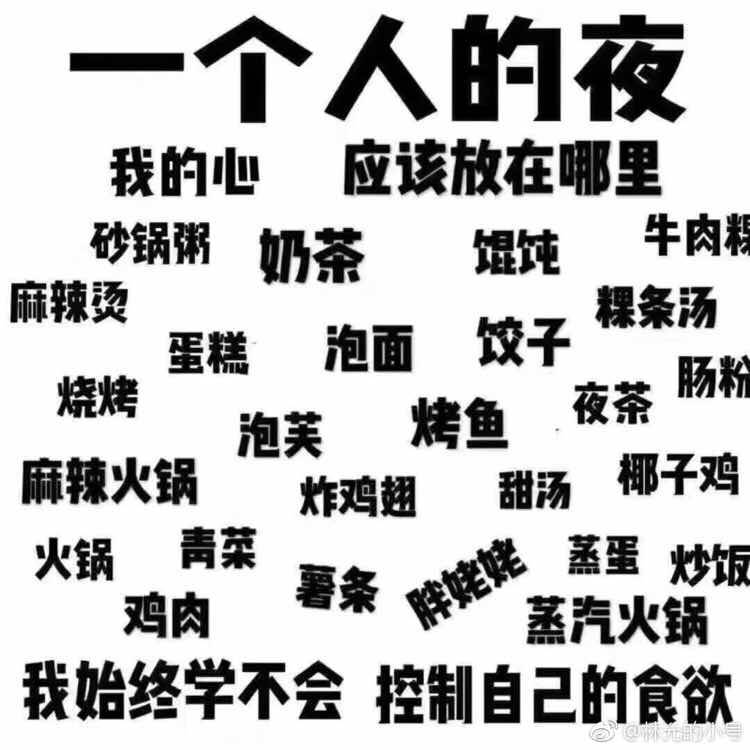 一个人的夜
我的心 应该放在哪里
砂锅粥 奶茶 馄饨 牛肉粿
麻辣烫 粿条汤
蛋糕 泡面 饺子
烧烤 夜茶 肠粉
泡芙 烤鱼
麻辣火锅 炸鸡翅 甜汤 椰子鸡
火锅 青菜 蒸蛋 炒饭
鸡肉 薯条 胖姥姥 蒸汽火锅
我始终学不会 控制自己的食欲